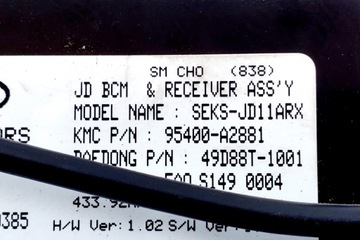 SM CHO (838)
JD BCM & RECEIVER ASS'Y
MODEL NAME : SEKS-JD11ARX
KMC P/N : 95400-A2881
DAEDONG P/N : 49D88T-1001
S149 0004
H/W Ver: 1.02 S/W Ver: